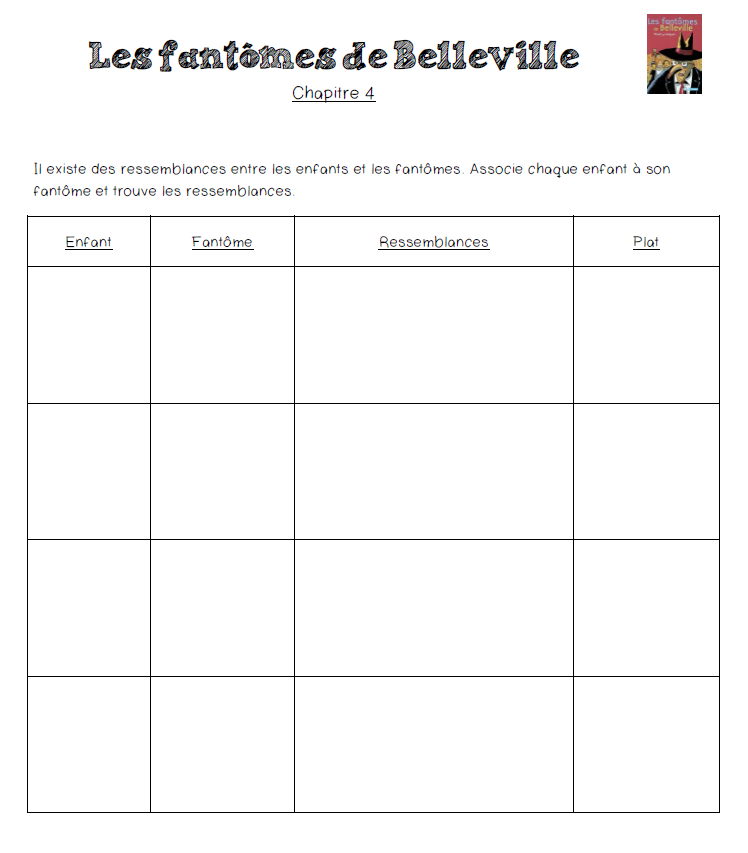 Les fantômes de Belleville
Les fantômes
de Belleville
Chapitre 4
Il existe des ressemblances entre les enfants et les fantômes. Associe chaque enfant à son
fantôme et trouve les ressemblances.
Enfant Fantôme Ressemblances Plat